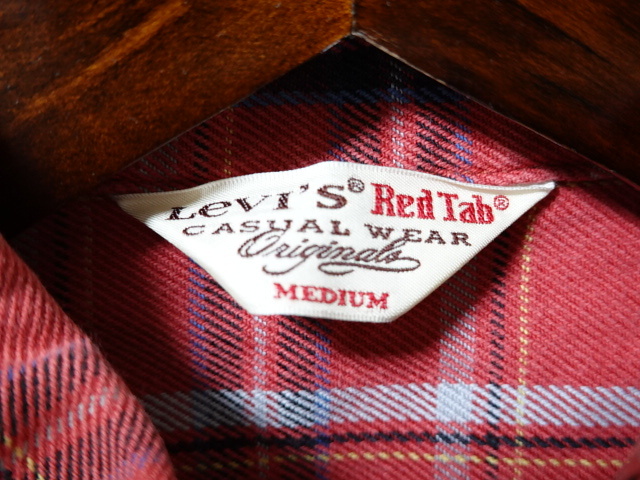 LeVI'S® Red Tab®
CASUAL WEAR
Originals
MEDIUM